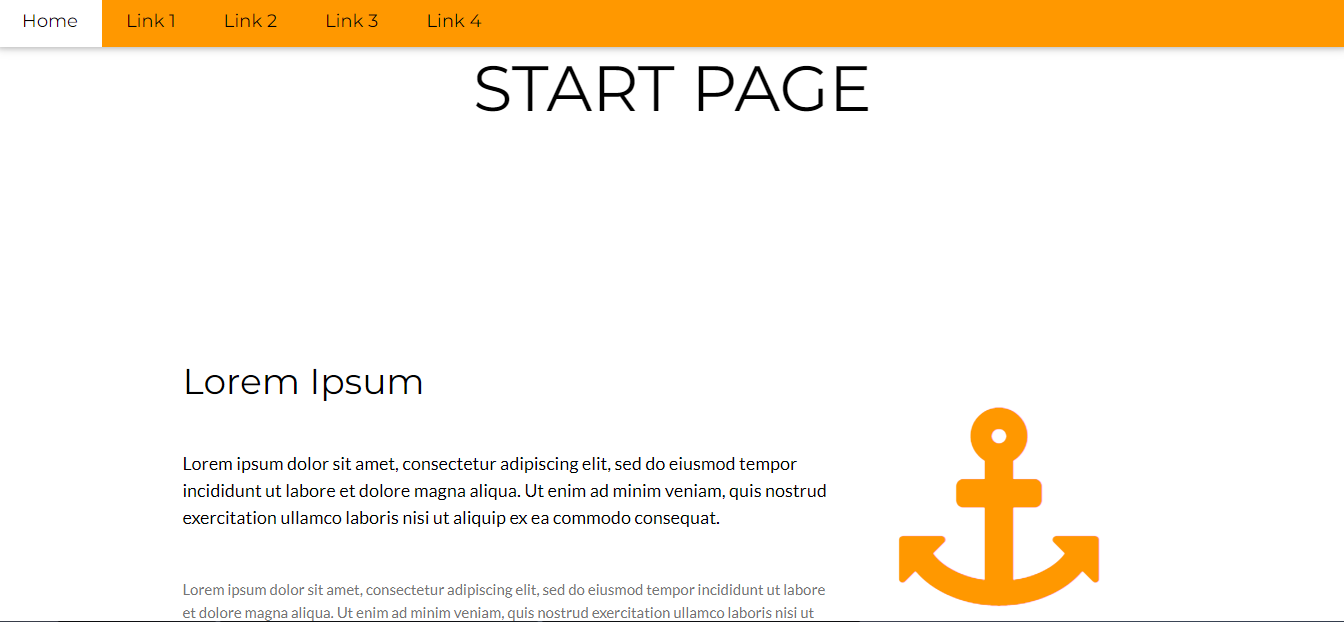 Home Link 1 Link 2 Link 3 Link 4
START PAGE
Lorem Ipsum
Lorem ipsum dolor sit amet, consectetur adipiscing elit, sed do eiusmod tempor
incididunt ut labore et dolore magna aliqua. Ut enim ad minim veniam, quis nostrud
exercitation ullamco laboris nisi ut aliquip ex ea commodo consequat.
Lorem ipsum dolor sit amet, consectetur adipiscing elit, sed do eiusmod tempor incididunt ut labore
et dolore magna aliqua. Ut enim ad minim veniam, quis nostrud exercitation ullamco laboris nisi ut